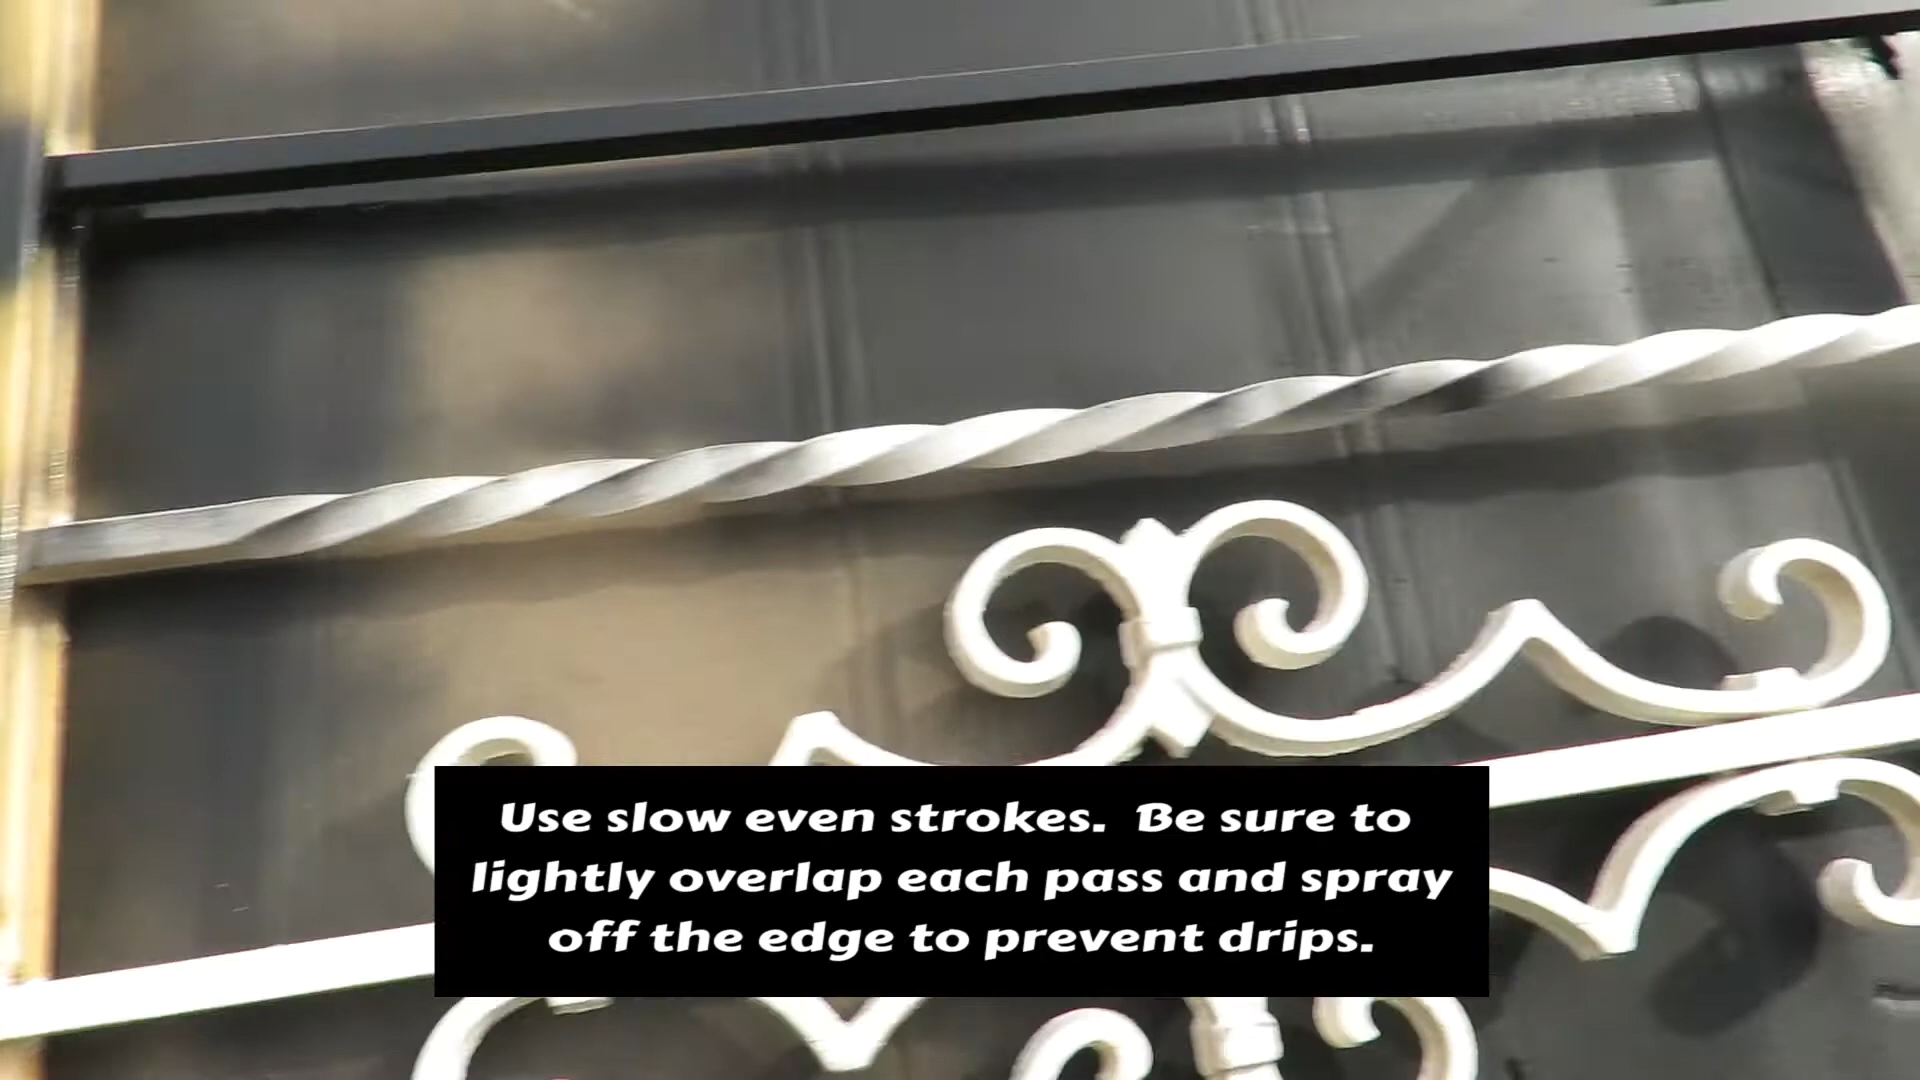 Use slow even strokes.  Be sure to
lightly overlap each pass and spray
off the edge to prevent drips.